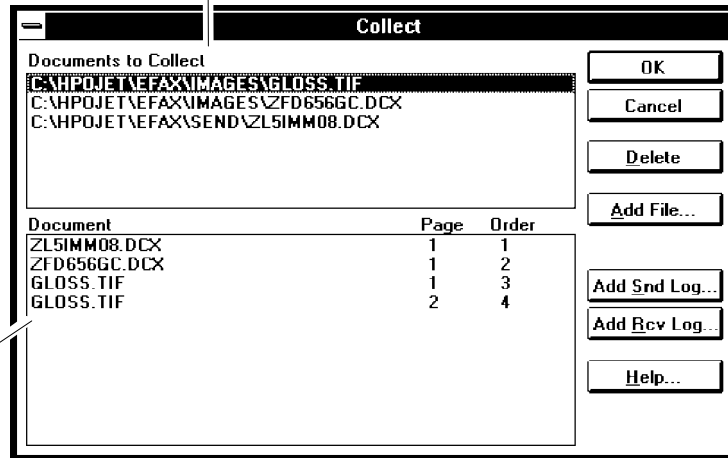 Collect
Documents to Collect
C:\HPOJET\EFAX\IMAGES\GLOSS.TIF
C:\HPOJET\EFAX\IMAGES\ZFD656GC.DCX
C:\HPOJET\EFAX\SEND\ZL5IMM08.DCX
Document Page Order
ZL5IMM08.DCX 1 1
ZFD656GC.DCX 1 2
GLOSS.TIF 1 3
GLOSS.TIF 2 4
OK
Cancel
Delete
Add File...
Add Snd Log...
Add Rcv Log...
Help...